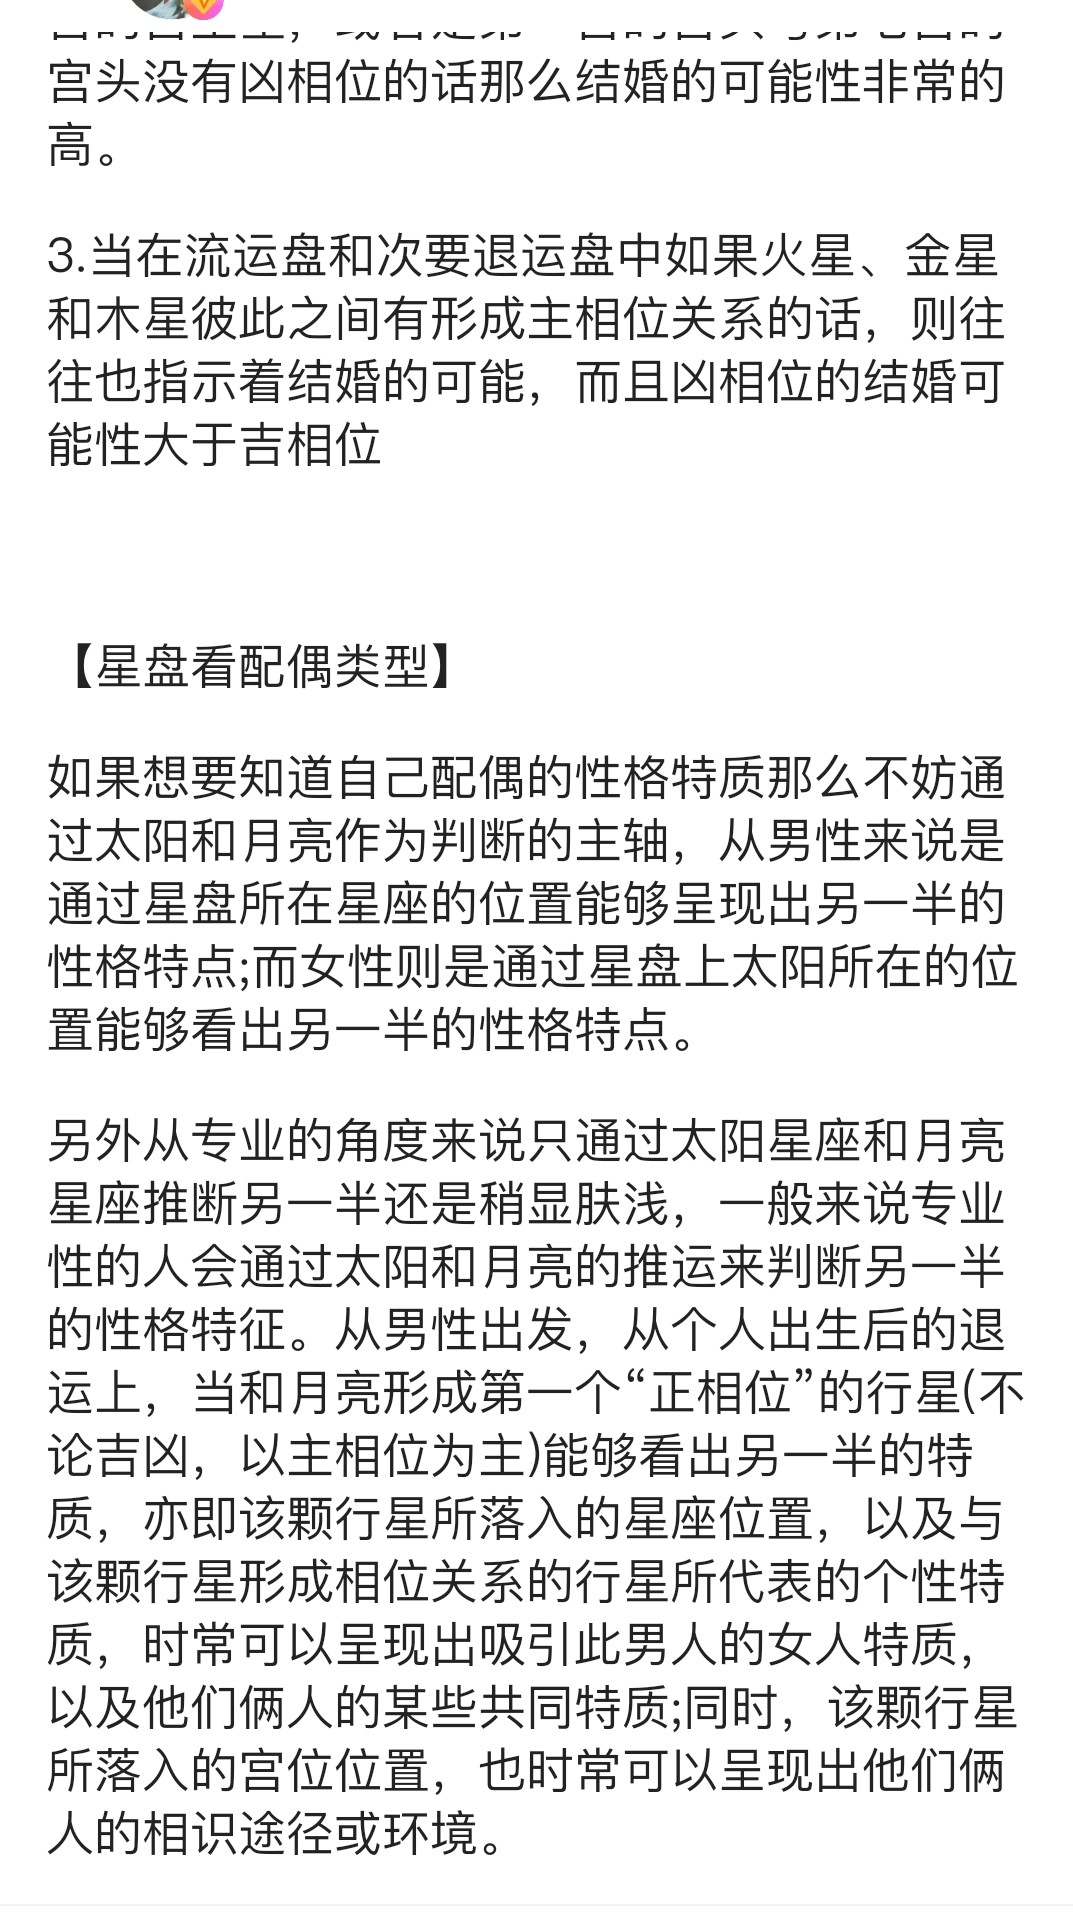 宫头没有凶相位的话那么结婚的可能性非常的
高。
3.当在流运盘和次要退运盘中如果火星、金星
和木星彼此之间有形成主相位关系的话，则往
往也指示着结婚的可能，而且凶相位的结婚可
能性大于吉相位
【星盘看配偶类型】
如果想要知道自己配偶的性格特质那么不妨通
过太阳和月亮作为判断的主轴，从男性来说是
通过星盘所在星座的位置能够呈现出另一半的
性格特点;而女性则是通过星盘上太阳所在的位
置能够看出另一半的性格特点。
另外从专业的角度来说只通过太阳星座和月亮
星座推断另一半还是稍显肤浅，一般来说专业
性的人会通过太阳和月亮的推运来判断另一半
的性格特征。从男性出发，从个人出生后的退
运上，当和月亮形成第一个“正相位”的行星(不
论吉凶，以主相位为主)能够看出另一半的特
质，亦即该颗行星所落入的星座位置，以及与
该颗行星形成相位关系的行星所代表的个性特
质，时常可以呈现出吸引此男人的女人特质，
以及他们俩人的某些共同特质;同时，该颗行星
所落入的宫位位置，也时常可以呈现出他们俩
人的相识途径或环境。